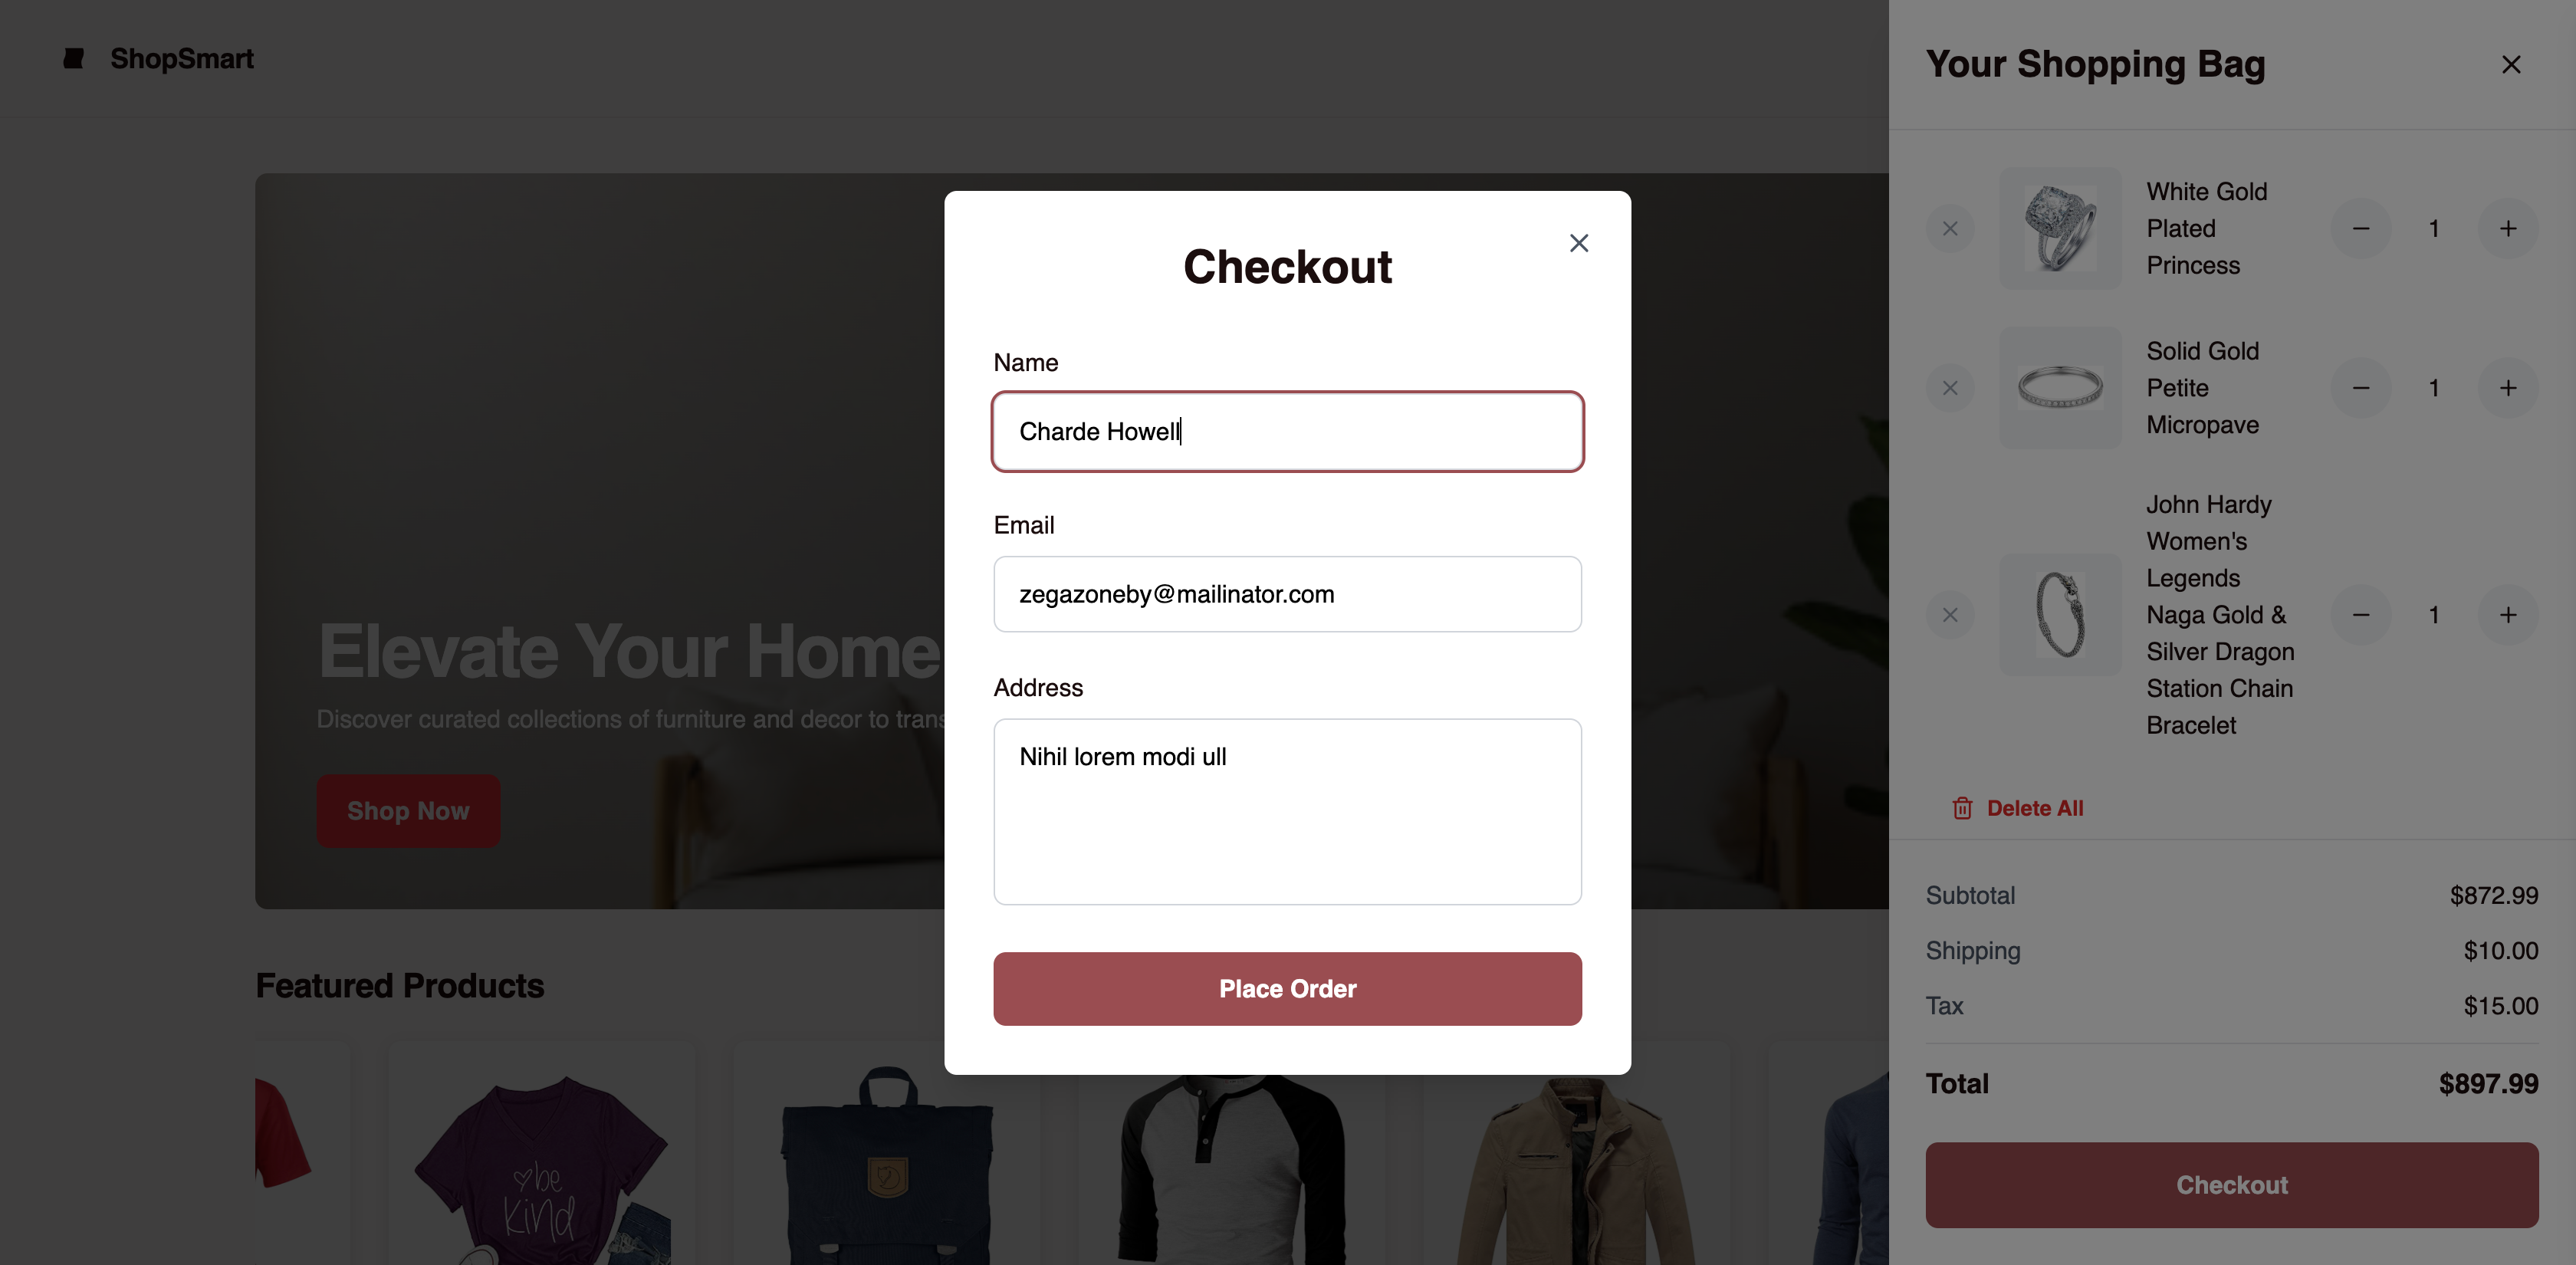 ShopSmart
Elevate Your Home
Discover curated collections of furniture and decor to
Shop Now
Featured Products
be
kind
Checkout
Name
Charde Howell
Email
zegazoneby@mailinator.com
Address
Nihil lorem modi ull
Place Order
Your Shopping Bag
White Gold
Plated
Princess
1
Solid Gold
Petite
Micropave
1
John Hardy
Women's
Legends
Naga Gold &
Silver Dragon
Station Chain
Bracelet
1
Delete All
Subtotal $872.99
Shipping $10.00
Tax $15.00
Total $897.99
Checkout